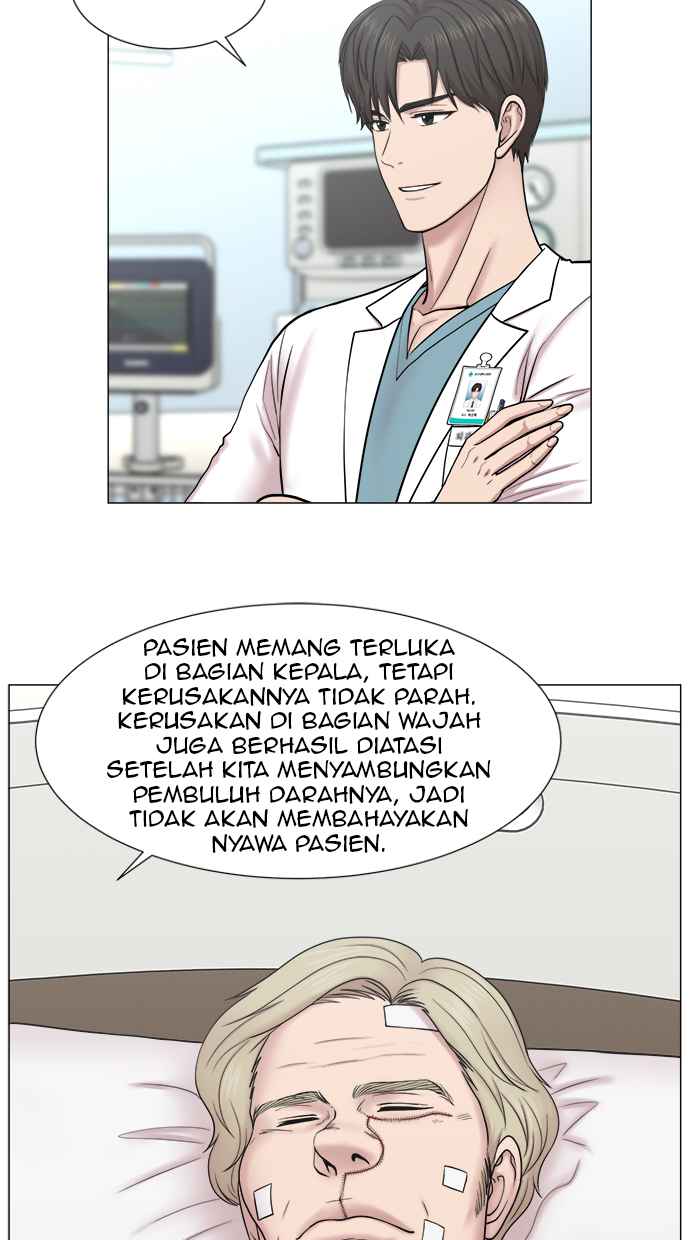 PASIEN MEMANG TERLUKA
DI BAGIAN KEPALA, TETAPI
KERUSAKANNYA TIDAK PARAH.
KERUSAKAN DI BAGIAN WAJAH
JUGA BERHASIL DIATASI
SETELAH KITA MENYAMBUNGKAN
PEMBULUH DARAHNYA, JADI
TIDAK AKAN MEMBAHAYAKAN
NYAWA PASIEN.